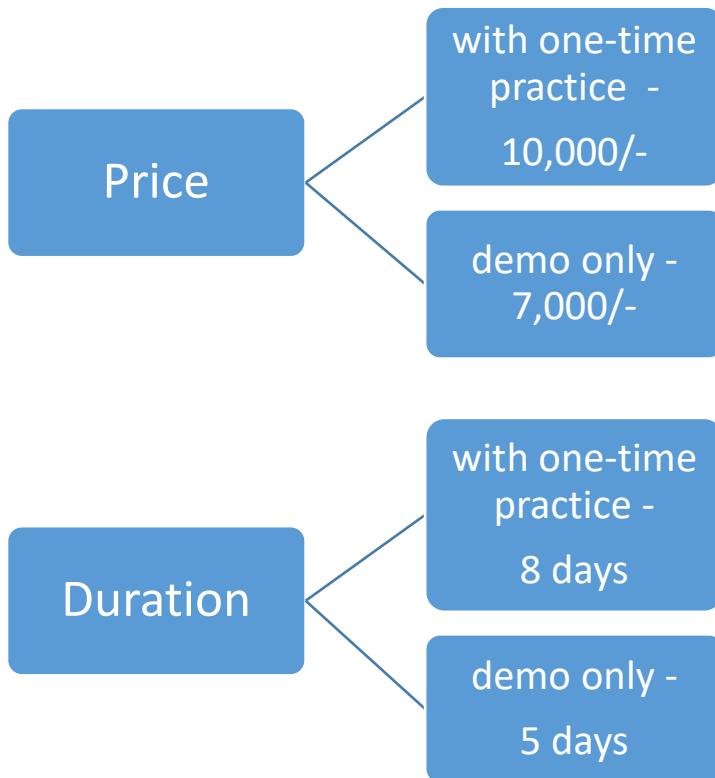 Price
with one-time
practice  -
10,000/-
demo only -
7,000/-
Duration
with one-time
practice -
8 days
demo only -
5 days